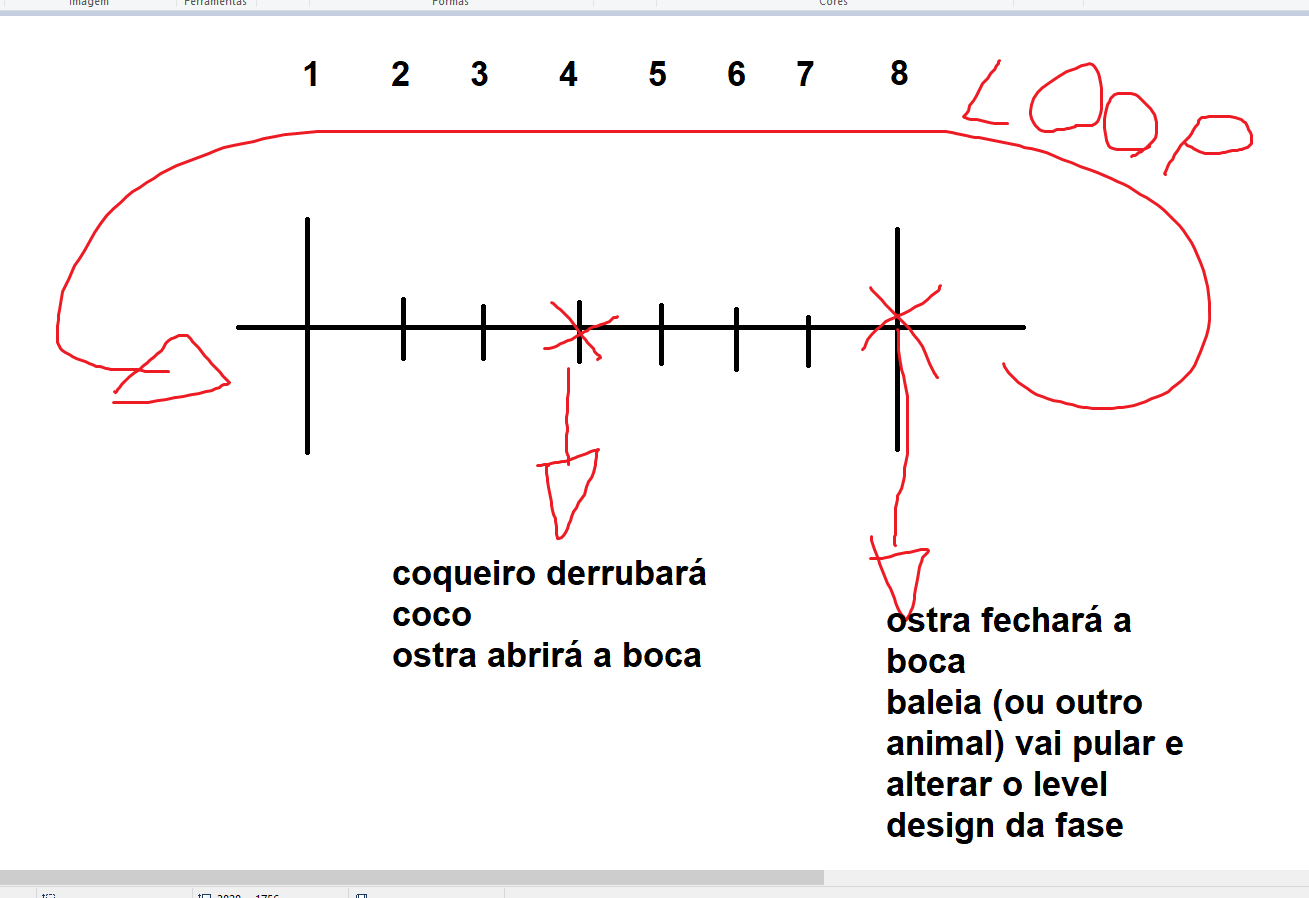 Imagem Ferramentas Formas Cores
1 2 3 4 5 6 7 8
LOOP
coqueiro derrubará
coco
ostra abrirá a boca
ostra fechará a
boca
baleia (ou outro
animal) vai pular e
alterar o level
design da fase